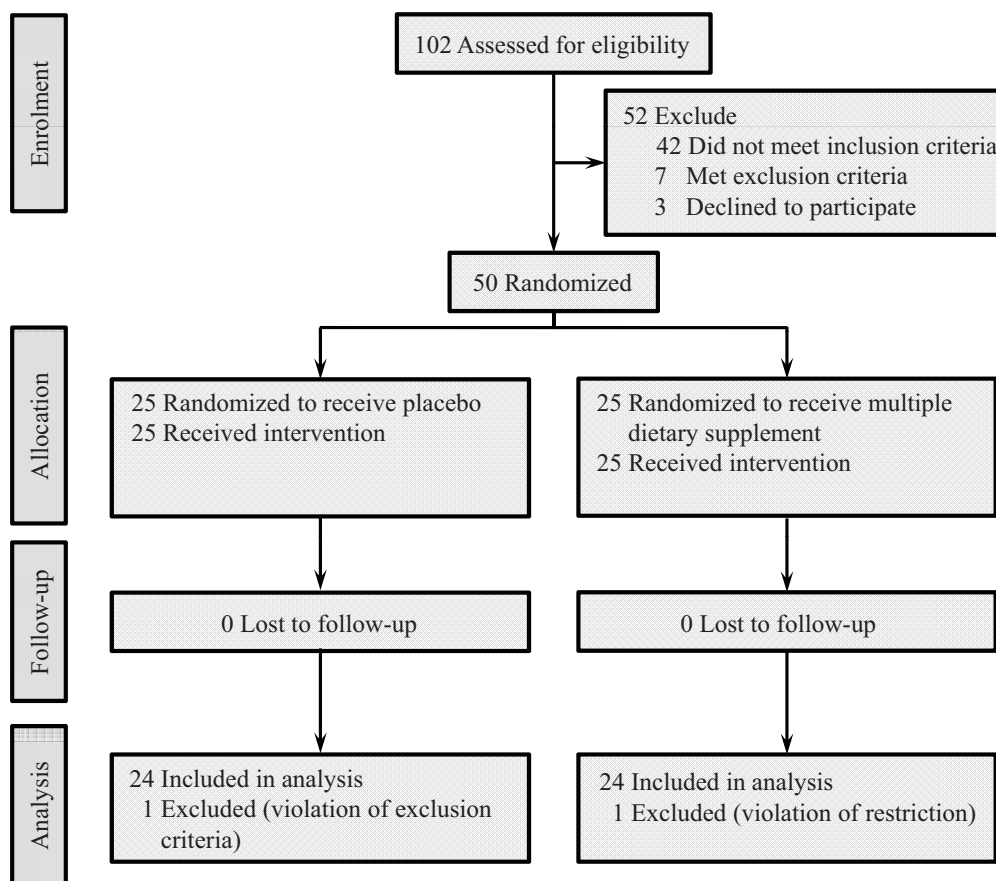 Enrolment
102 Assessed for eligibility
52 Exclude
42 Did not meet inclusion criteria
7 Met exclusion criteria
3 Declined to participate
50 Randomized
Allocation
25 Randomized to receive placebo
25 Received intervention
25 Randomized to receive multiple
dietary supplement
25 Received intervention
Follow-up
0 Lost to follow-up
0 Lost to follow-up
Analysis
24 Included in analysis
1 Excluded (violation of exclusion
criteria)
24 Included in analysis
1 Excluded (violation of restriction)